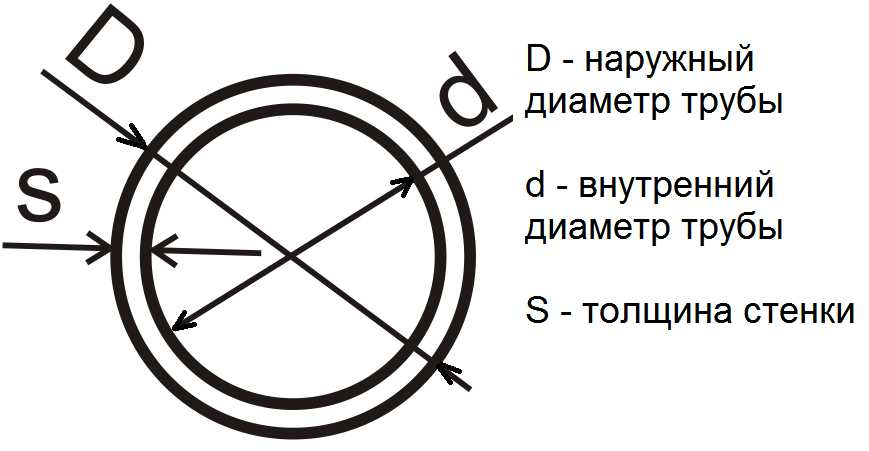 D
d
S
D - наружный
диаметр трубы
d - внутренний
диаметр трубы
S - толщина стенки